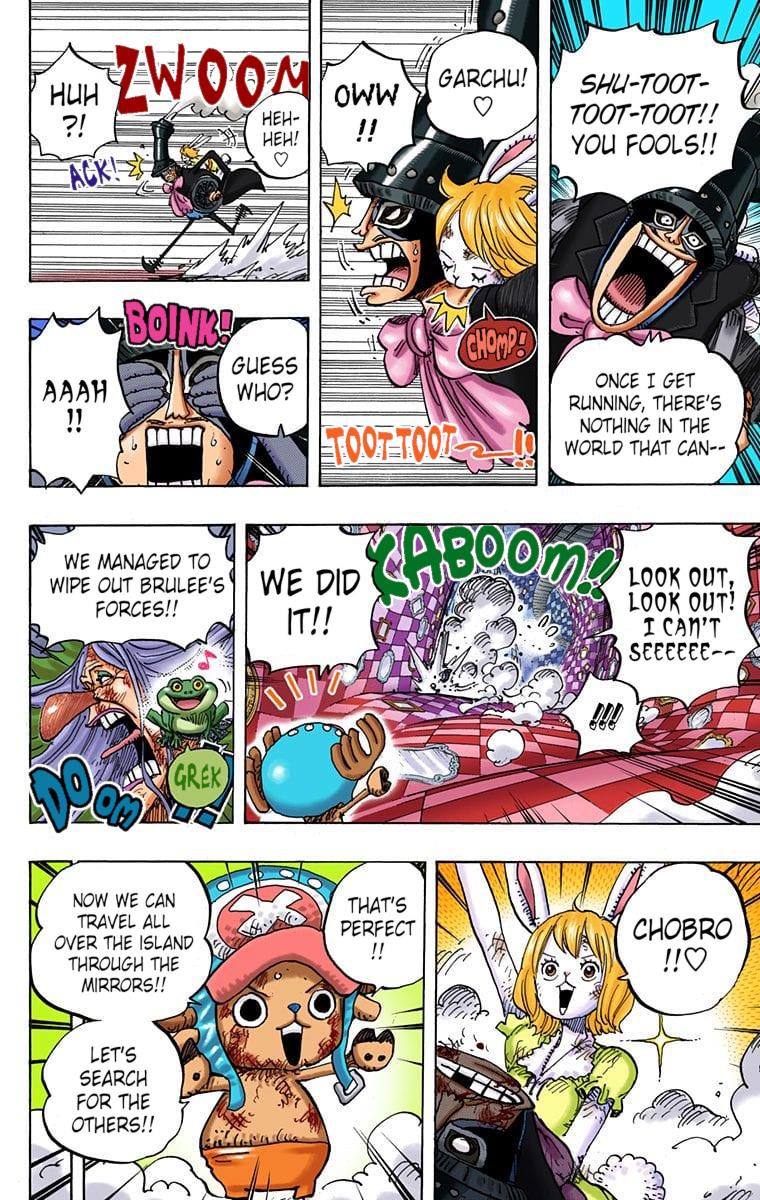 SHU-TOOT-
TOOT-TOOT!!
YOU FOOLS!!
ONCE I GET
RUNNING, THERE'S
NOTHING IN THE
WORLD THAT CAN--
GARCHU!
♡
OWW
!!
CHOMP!
TOOT TOOT~!!
ZWOOM
HUH
?!
HEH-
HEH!
♡
ACK!
BOINK!
GUESS
WHO?
AAAH
!!
LOOK OUT,
LOOK OUT!
I CAN'T
SEEEEEE--
KABOOM!!
!!!
WE DID
IT!!
WE MANAGED TO
WIPE OUT BRULEE'S
FORCES!!
♪
GREK
DOOM
!!
CHOBRO
!!♡
THAT'S
PERFECT
!!
NOW WE CAN
TRAVEL ALL
OVER THE ISLAND
THROUGH THE
MIRRORS!!
LET'S
SEARCH
FOR THE
OTHERS!!